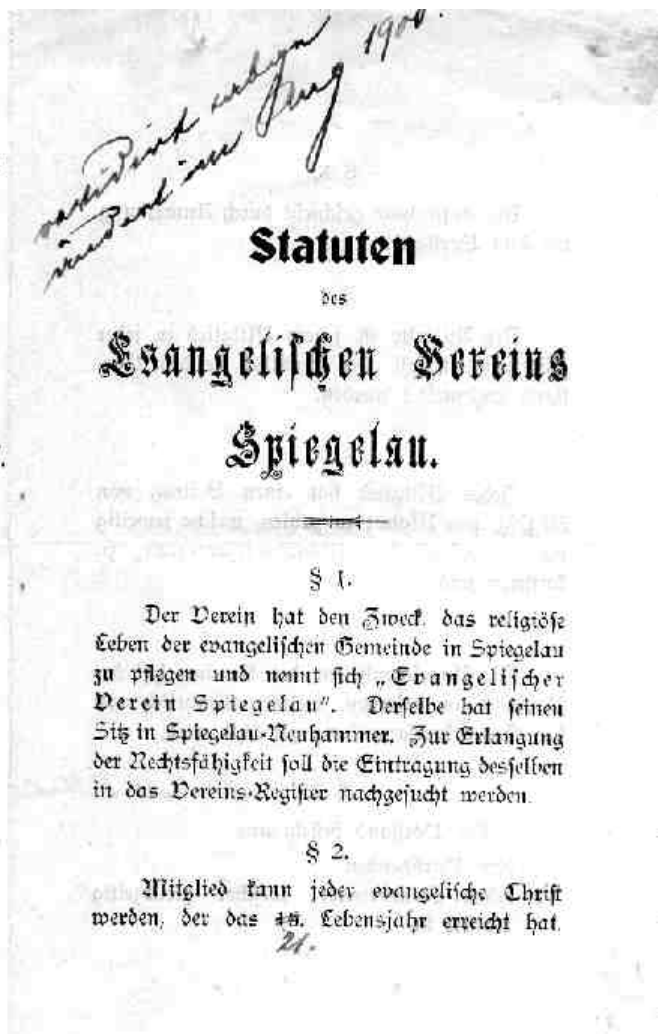 im Aug 1900.
Statuten
des
Evangelischen Vereins
Spiegelau.
§ 1.
Der Verein hat den Zweck, das religiöse
Leben der evangelischen Gemeinde in Spiegelau
zu pflegen und nennt sich „Evangelischer
Verein Spiegelau". Derselbe hat seinen
Sitz in Spiegelau-Neuhammer. Zur Erlangung
der Rechtsfähigkeit soll die Eintragung desselben
in das Vereins-Register nachgesucht werden.
§ 2.
Mitglied kann jeder evangelische Christ
werden, der das 18. Lebensjahr erreicht hat.
21.